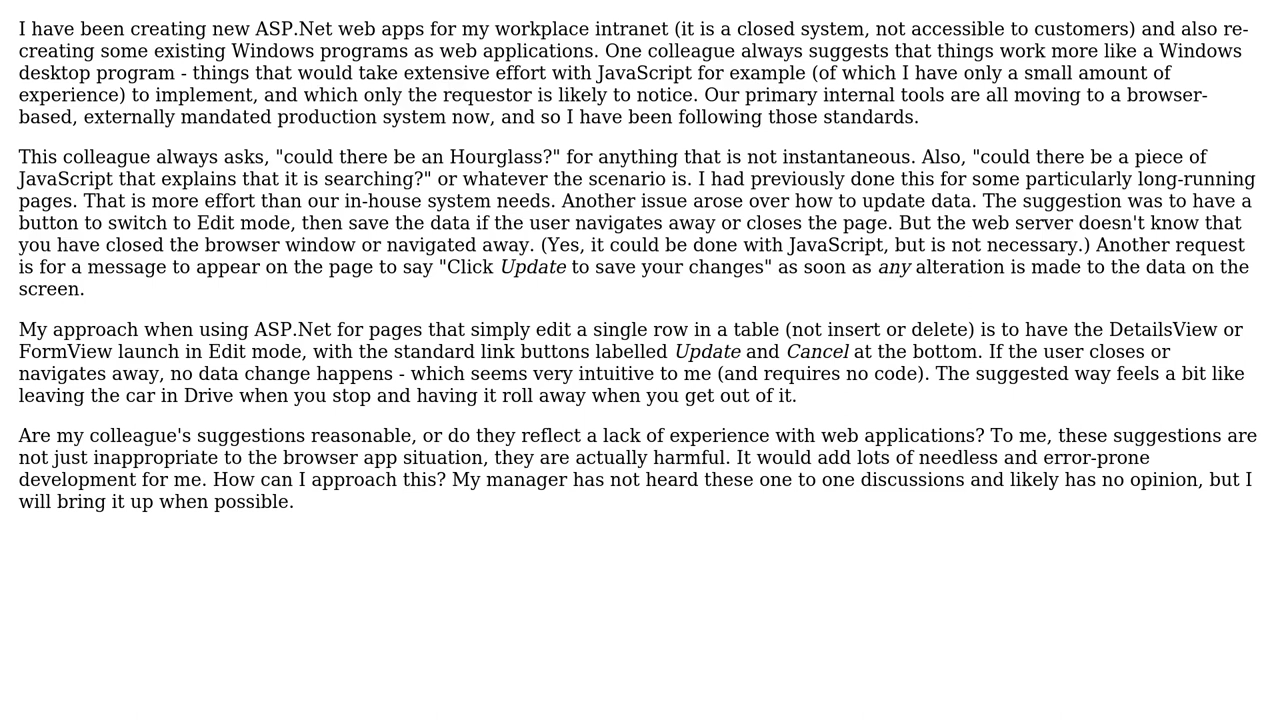 I have been creating new ASP.Net web apps for my workplace intranet (it is a closed system, not accessible to customers) and also re-
creating some existing Windows programs as web applications. One colleague always suggests that things work more like a Windows
desktop program - things that would take extensive effort with JavaScript for example (of which I have only a small amount of
experience) to implement, and which only the requestor is likely to notice. Our primary internal tools are all moving to a browser-
based, externally mandated production system now, and so I have been following those standards.
This colleague always asks, "could there be an Hourglass?" for anything that is not instantaneous. Also, "could there be a piece of
JavaScript that explains that it is searching?" or whatever the scenario is. I had previously done this for some particularly long-running
pages. That is more effort than our in-house system needs. Another issue arose over how to update data. The suggestion was to have a
button to switch to Edit mode, then save the data if the user navigates away or closes the page. But the web server doesn't know that
you have closed the browser window or navigated away. (Yes, it could be done with JavaScript, but is not necessary.) Another request
is for a message to appear on the page to say "Click Update to save your changes" as soon as any alteration is made to the data on the
screen.
My approach when using ASP.Net for pages that simply edit a single row in a table (not insert or delete) is to have the DetailsView or
FormView launch in Edit mode, with the standard link buttons labelled Update and Cancel at the bottom. If the user closes or
navigates away, no data change happens - which seems very intuitive to me (and requires no code). The suggested way feels a bit like
leaving the car in Drive when you stop and having it roll away when you get out of it.
Are my colleague's suggestions reasonable, or do they reflect a lack of experience with web applications? To me, these suggestions are
not just inappropriate to the browser app situation, they are actually harmful. It would add lots of needless and error-prone
development for me. How can I approach this? My manager has not heard these one to one discussions and likely has no opinion, but I
will bring it up when possible.